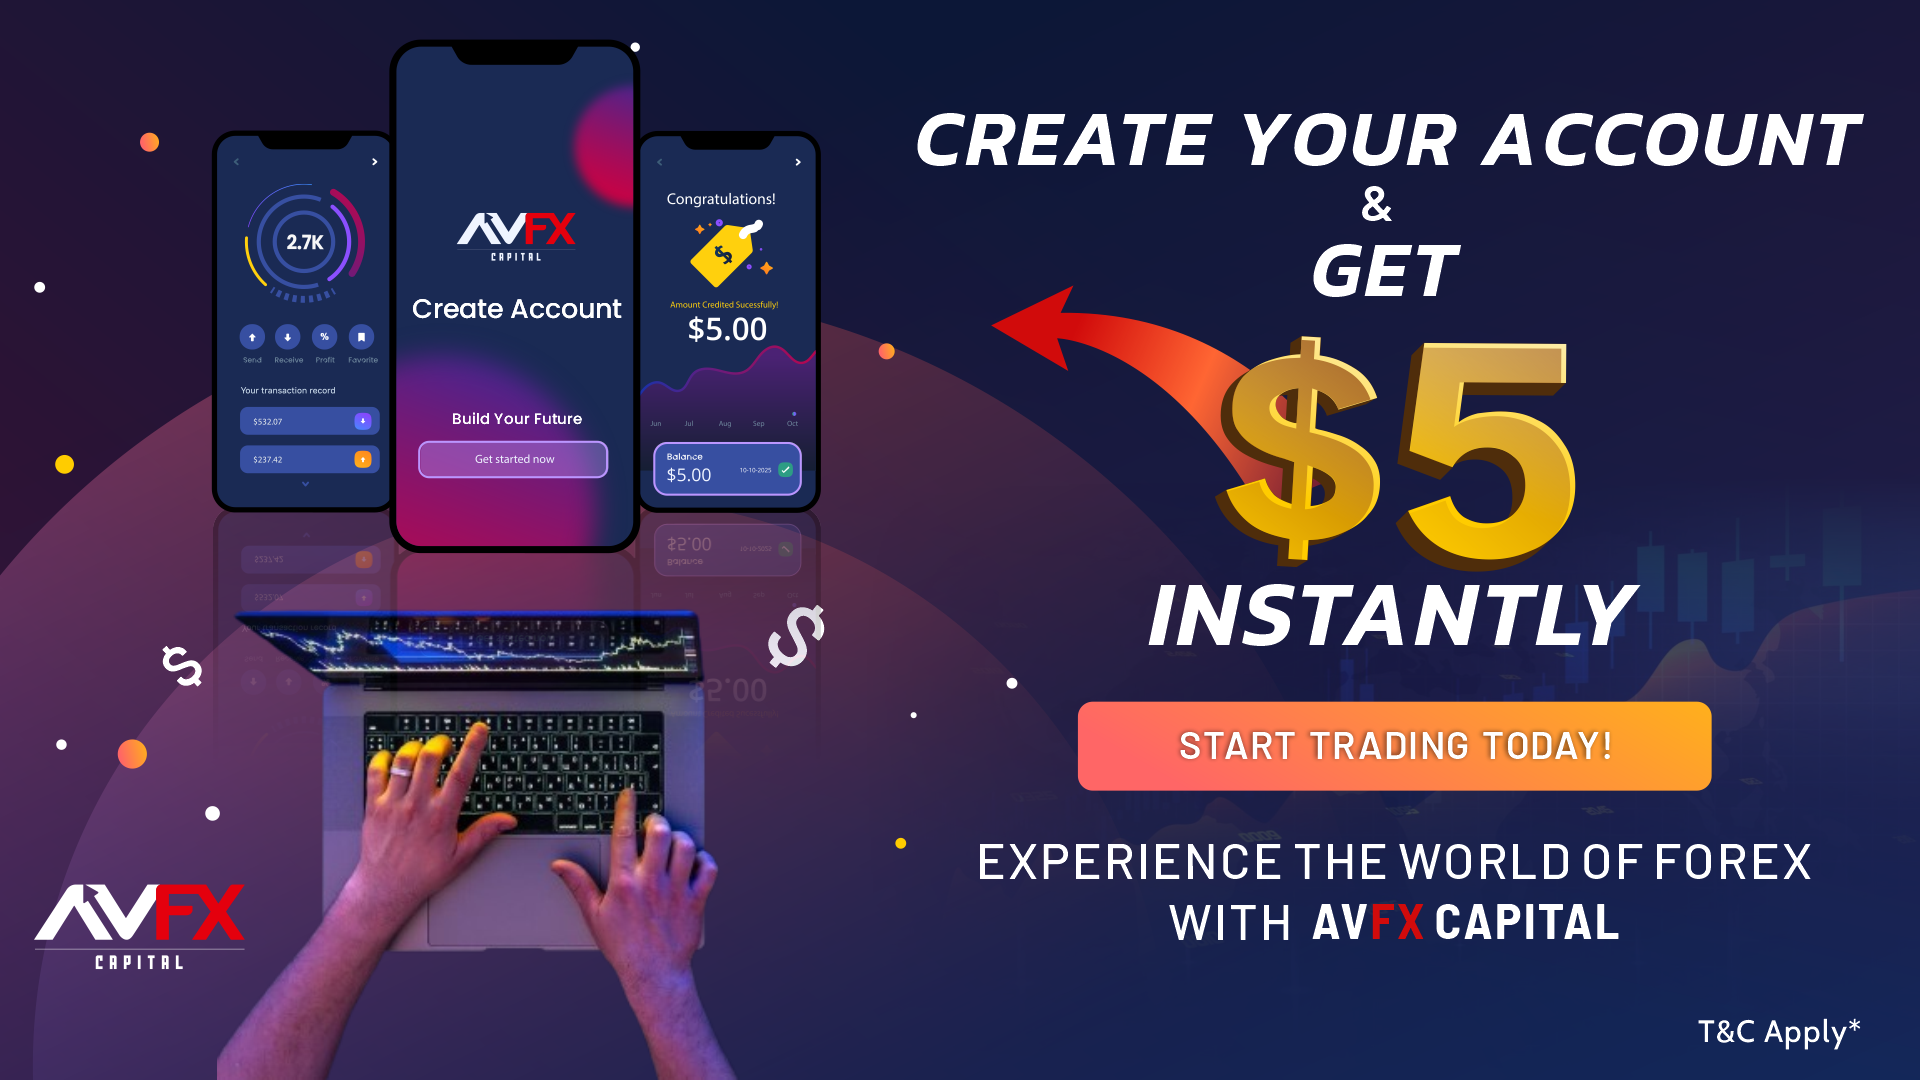 2.7K
Send Receive Profit Favorite
Your transaction record
$532.07
$237.42
AVFX
CAPITAL
Create Account
Build Your Future
Get started now
Congratulations!
$
Amount Credited Sucessfully!
$5.00
Jun Jul Aug Sep Oct
Balance
$5.00 10-10-2025
CREATE YOUR ACCOUNT
&
GET
$5
INSTANTLY
START TRADING TODAY!
EXPERIENCE THE WORLD OF FOREX
WITH AVFX CAPITAL
$
$
AVFX
CAPITAL
T&C Apply*